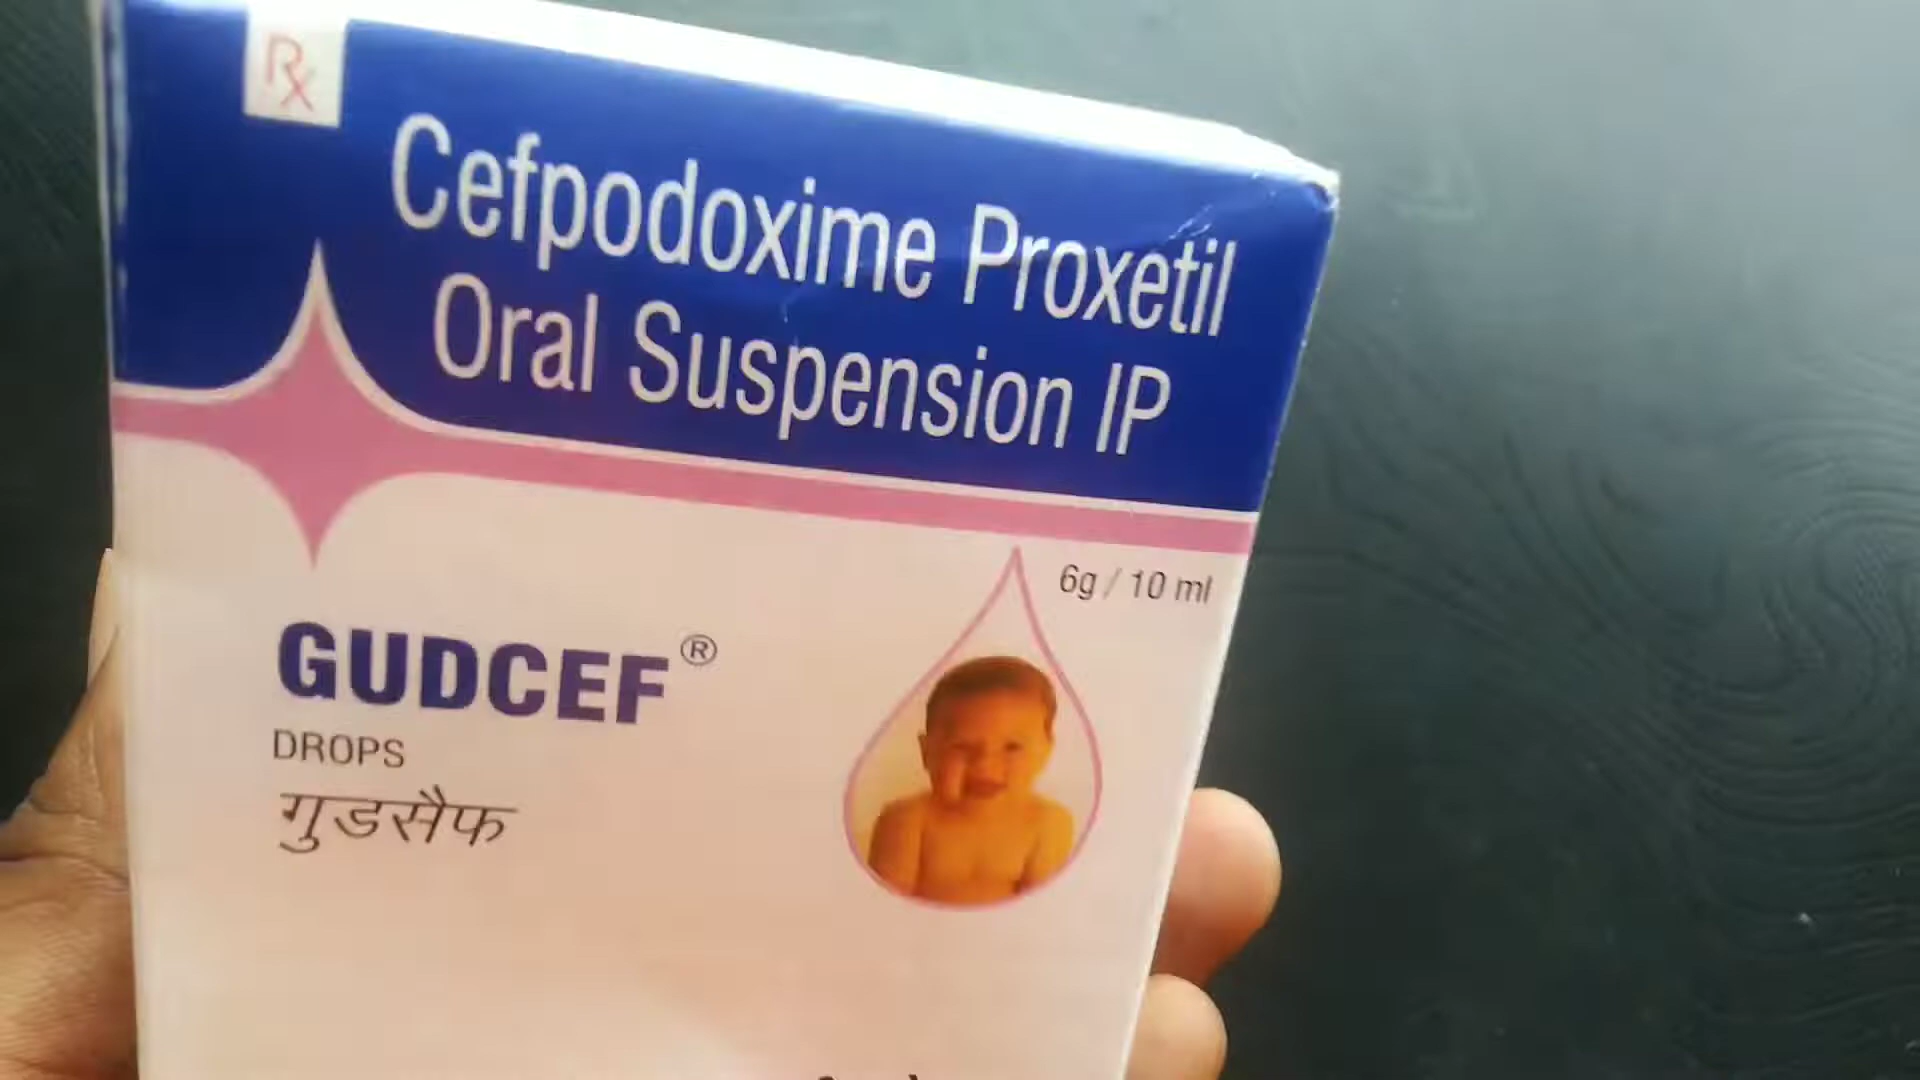 Rx
Cefpodoxime Proxetil
Oral Suspension IP
6g / 10 ml
GUDCEF®
DROPS
गुडसैफ